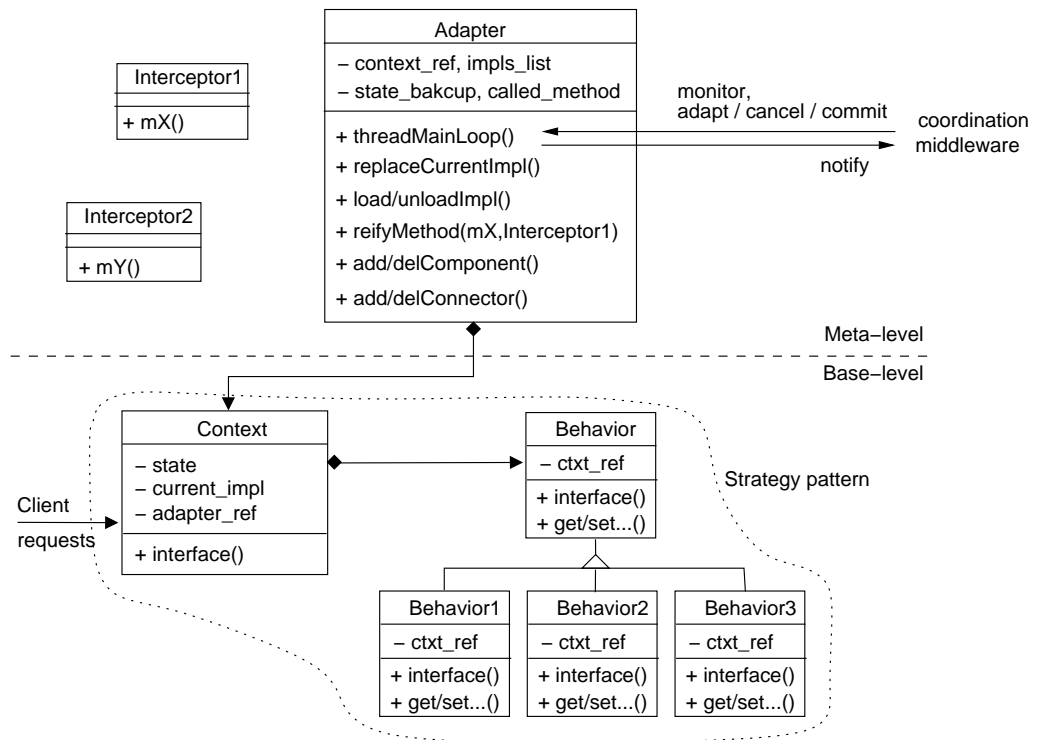 Adapter
– context_ref, impls_list
– state_bakcup, called_method
+ threadMainLoop()
+ replaceCurrentImpl()
+ load/unloadImpl()
+ reifyMethod(mX,Interceptor1)
+ add/delComponent()
+ add/delConnector()
Interceptor1
+ mX()
Interceptor2
+ mY()
monitor,
adapt / cancel / commit
notify
coordination
middleware
Meta–level
Base–level
Client
requests
Context
– state
– current_impl
– adapter_ref
+ interface()
Behavior
– ctxt_ref
+ interface()
+ get/set...()
Strategy pattern
Behavior1
– ctxt_ref
+ interface()
+ get/set...()
Behavior2
– ctxt_ref
+ interface()
+ get/set...()
Behavior3
– ctxt_ref
+ interface()
+ get/set...()